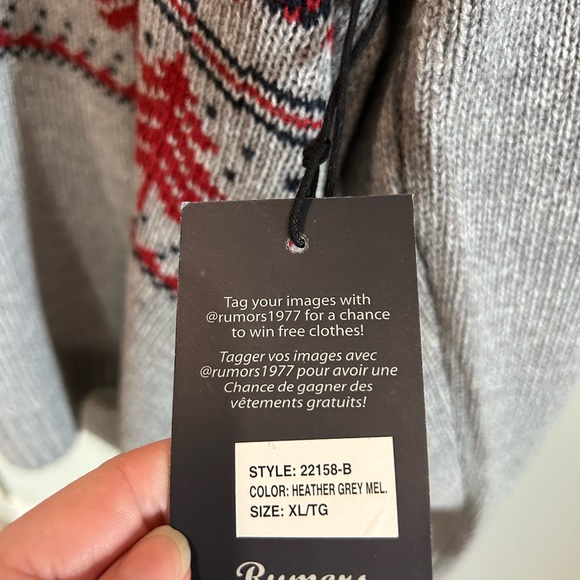 Tag your images with
@rumors1977 for a chance
to win free clothes!
Tagger vos images avec
@rumors1977 pour avoir une
Chance de gagner des
vêtements gratuits!
STYLE: 22158-B
COLOR: HEATHER GREY MEL.
SIZE: XL/TG
Rumors